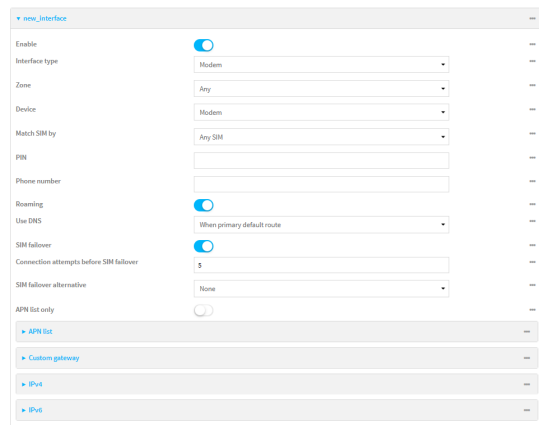 new_interface
Enable
Interface type
Modem
Zone
Any
Device
Modem
Match SIM by
Any SIM
PIN
Phone number
Roaming
Use DNS
When primary default route
SIM failover
Connection attempts before SIM failover
5
SIM failover alternative
None
APN list only
APN list
Custom gateway
IPv4
IPv6